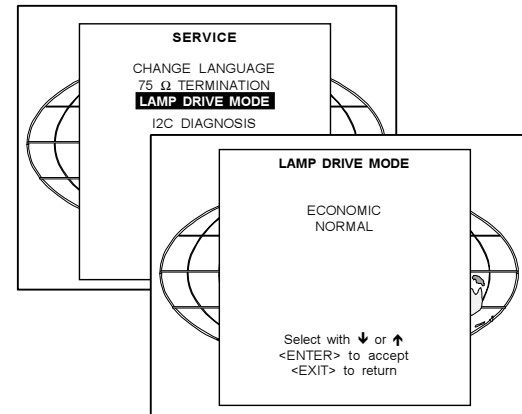 SERVICE
CHANGE LANGUAGE
75 Ω TERMINATION
LAMP DRIVE MODE
I2C DIAGNOSIS
LAMP DRIVE MODE
ECONOMIC
NORMAL
Select with ↓ or ↑
<ENTER> to accept
<EXIT> to return